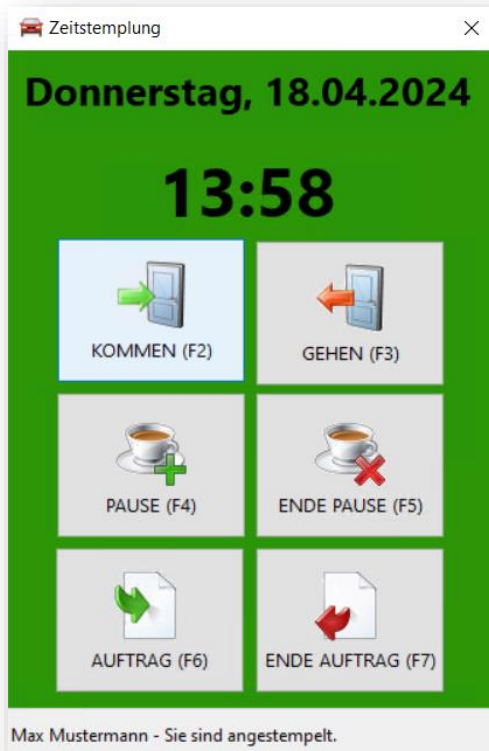 Zeitstemplung
Donnerstag, 18.04.2024
13:58
KOMMEN (F2)
GEHEN (F3)
PAUSE (F4)
ENDE PAUSE (F5)
AUFTRAG (F6)
ENDE AUFTRAG (F7)
Max Mustermann - Sie sind angestempelt.